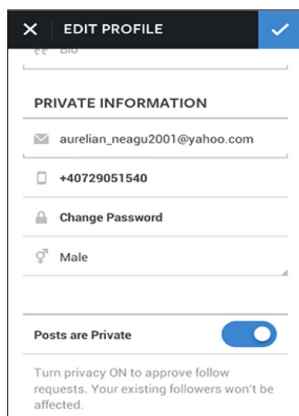 EDIT PROFILE
Bio
PRIVATE INFORMATION
aurelian_neagu2001@yahoo.com
+40729051540
Change Password
Male
Posts are Private
Turn privacy ON to approve follow
requests. Your existing followers won't be
affected.